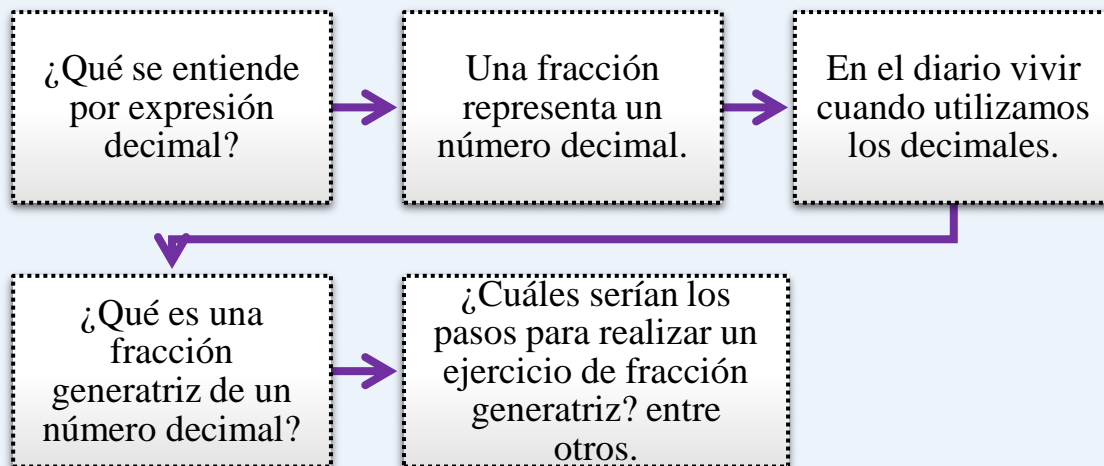 ¿Qué se entiende
por expresión
decimal?
Una fracción
representa un
número decimal.
En el diario vivir
cuando utilizamos
los decimales.
¿Qué es una
fracción
generatriz de un
número decimal?
¿Cuáles serían los
pasos para realizar un
ejercicio de fracción
generatriz? entre
otros.